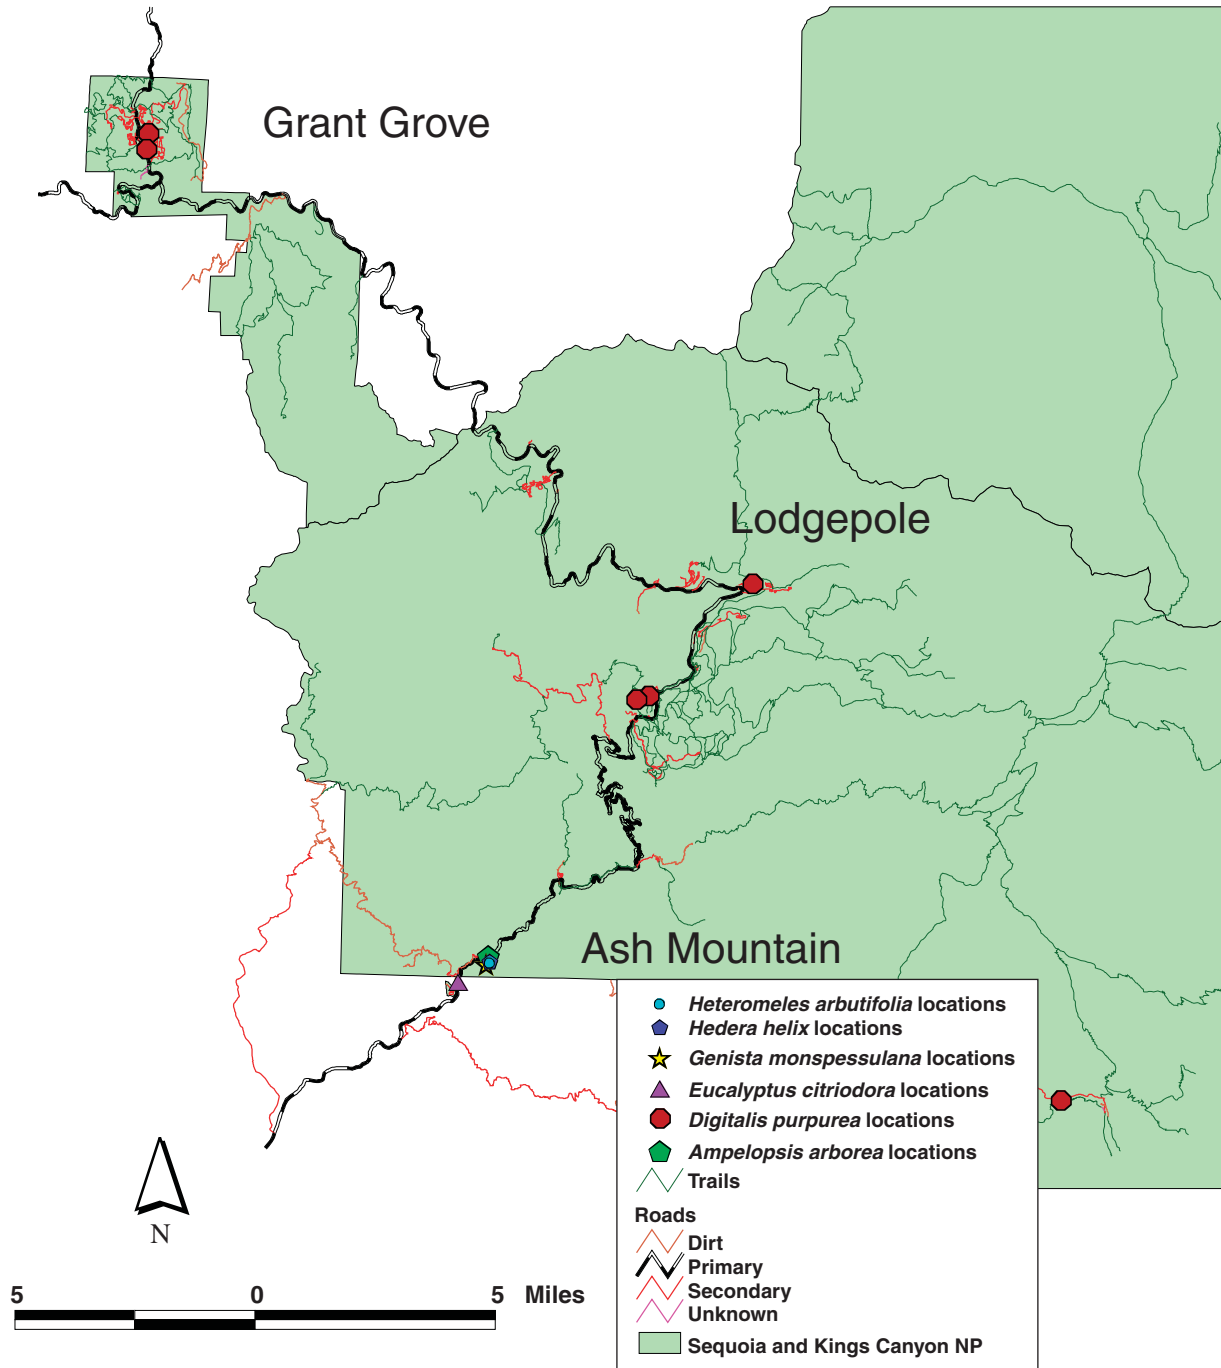 Grant Grove
Lodgepole
Ash Mountain
Heteromeles arbutifolia locations
Hedera helix locations
Genista monspessulana locations
Eucalyptus citriodora locations
Digitalis purpurea locations
Ampelopsis arborea locations
Trails
Roads
Dirt
Primary
Secondary
Unknown
Sequoia and Kings Canyon NP
N
5 0 5 Miles